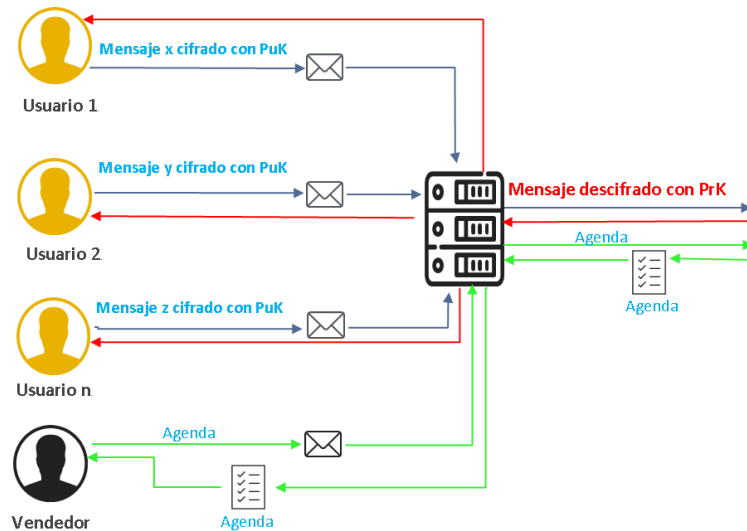 Mensaje x cifrado con PuK
Usuario 1
Mensaje y cifrado con PuK
Mensaje descifrado con PrK
Usuario 2
Agenda
Agenda
Mensaje z cifrado con PuK
Usuario n
Agenda
Vendedor
Agenda